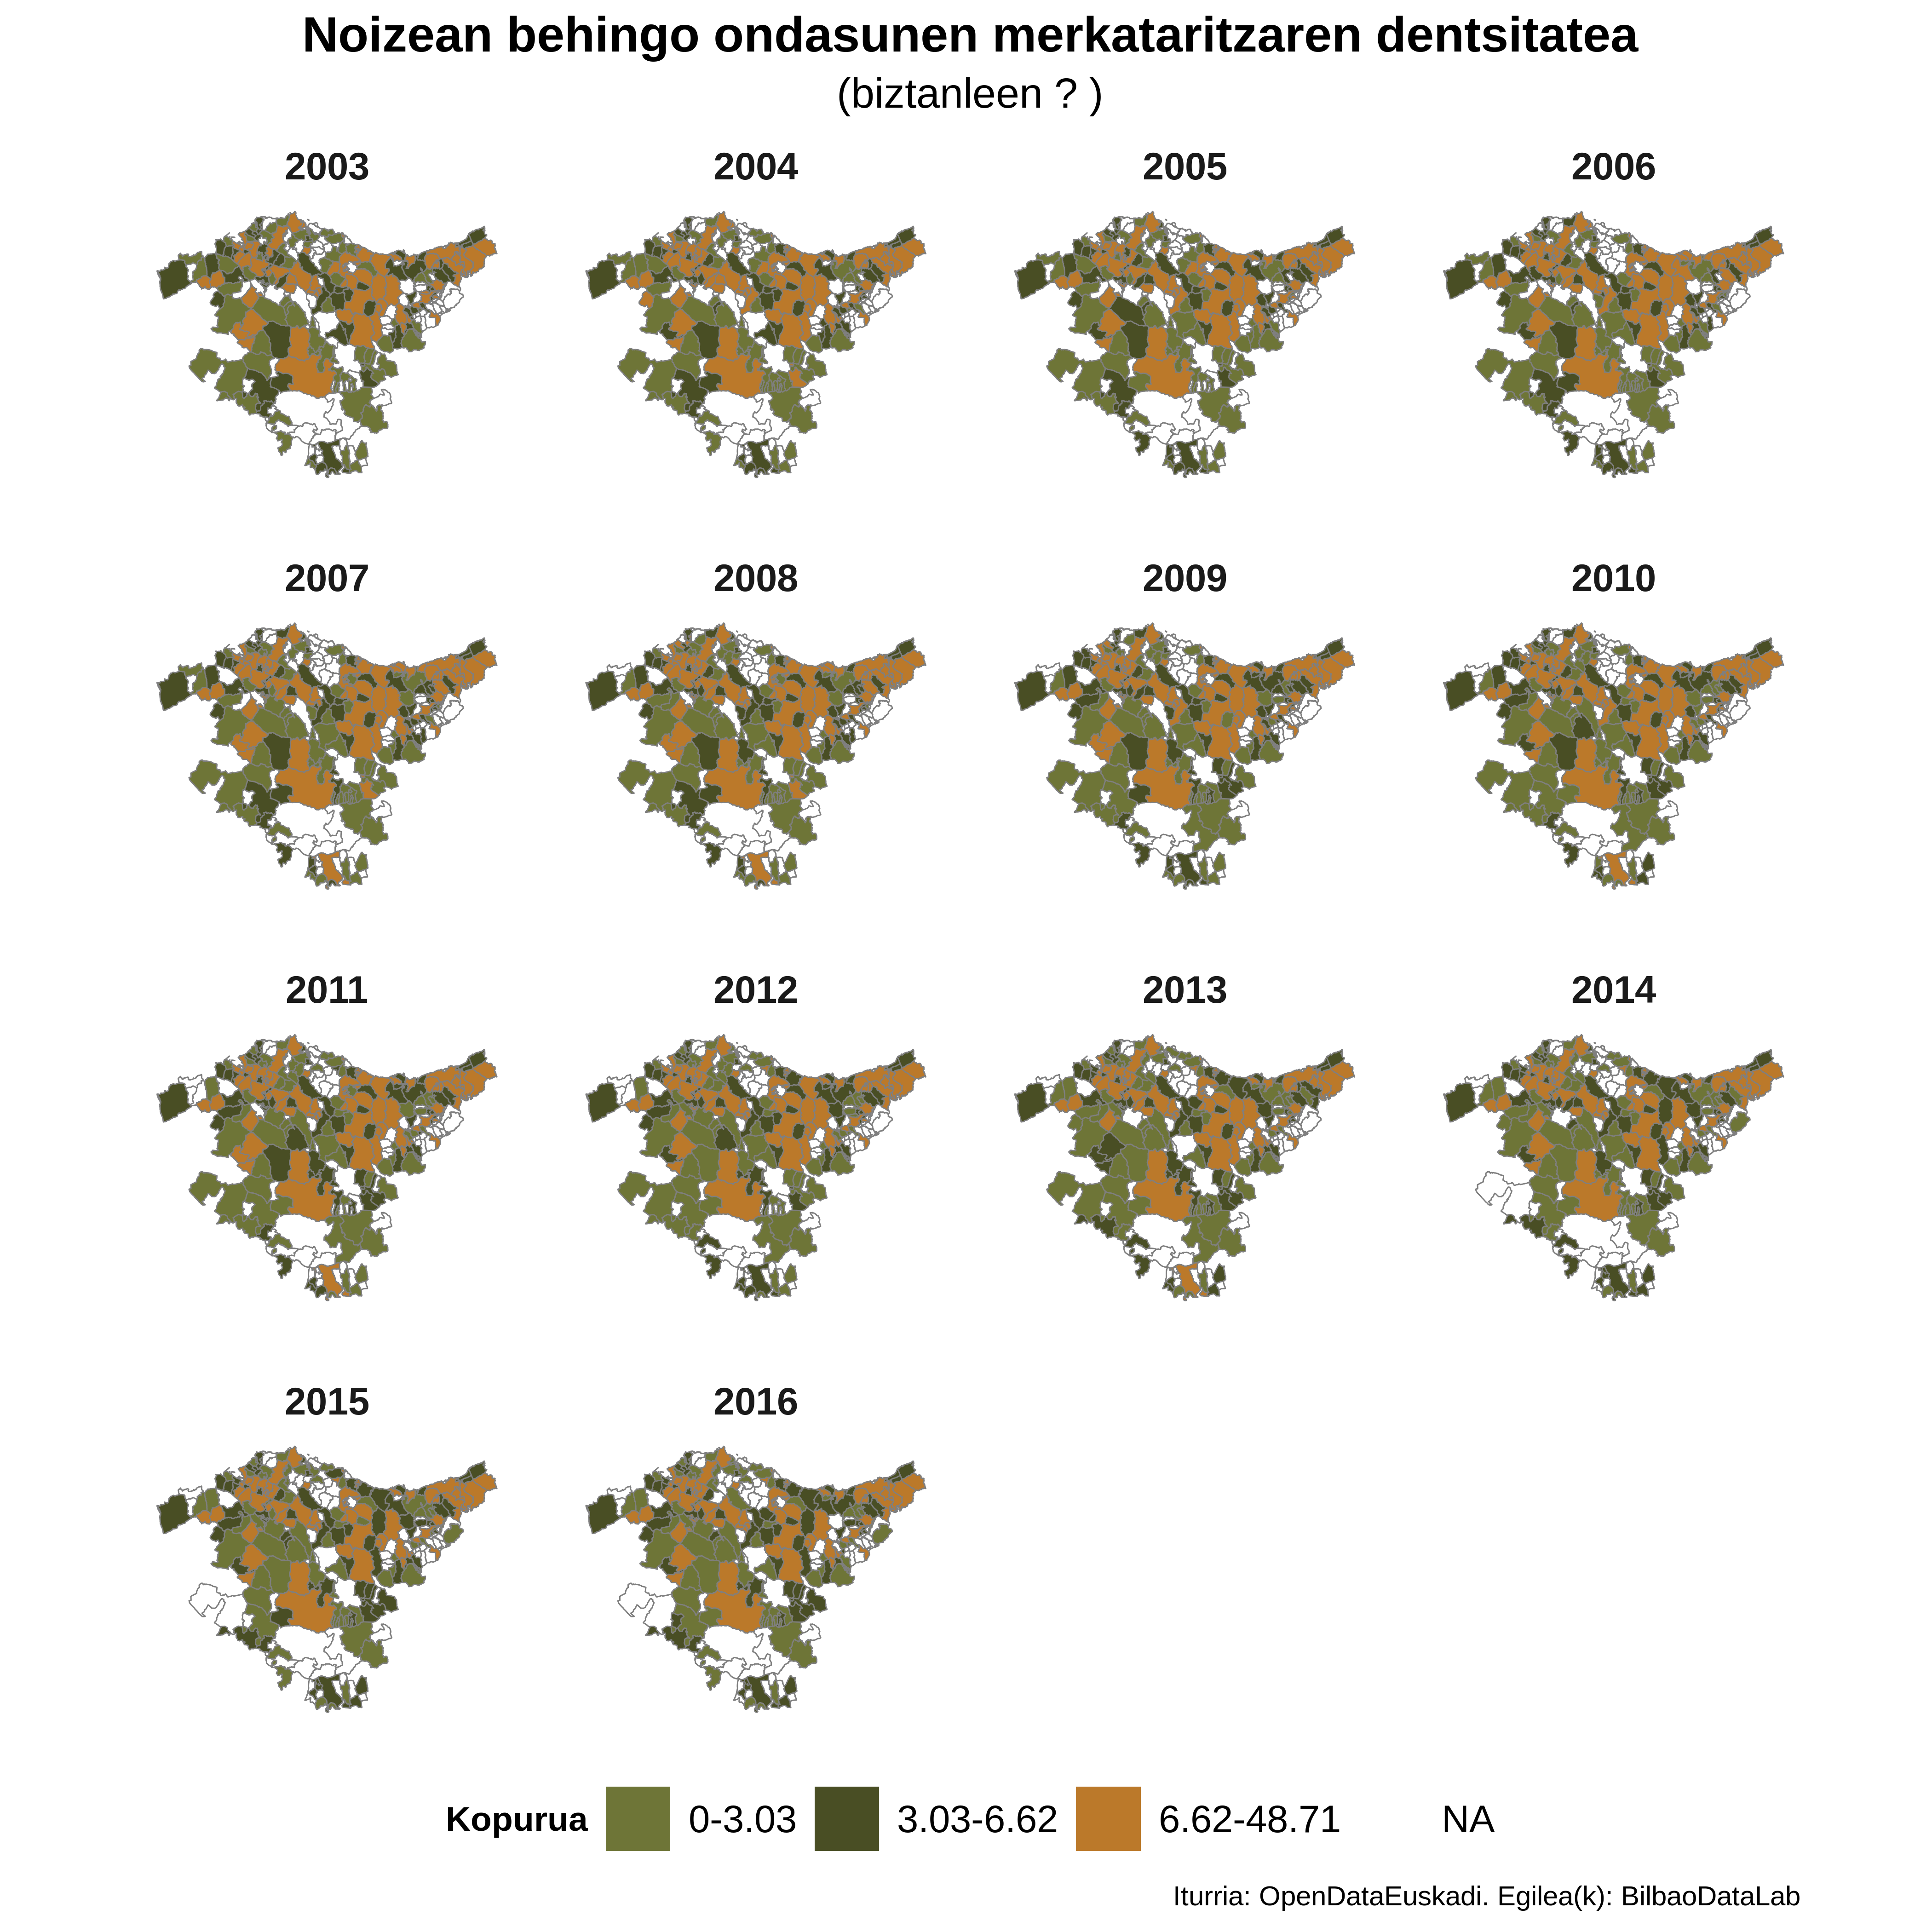 Noizean behingo ondasunen merkataritzaren dentsitatea
(biztanleen ? )
2003 2004 2005 2006
2007 2008 2009 2010
2011 2012 2013 2014
2015 2016
Kopurua 0-3.03 3.03-6.62 6.62-48.71 NA
Iturria: OpenDataEuskadi. Egilea(k): BilbaoDataLab